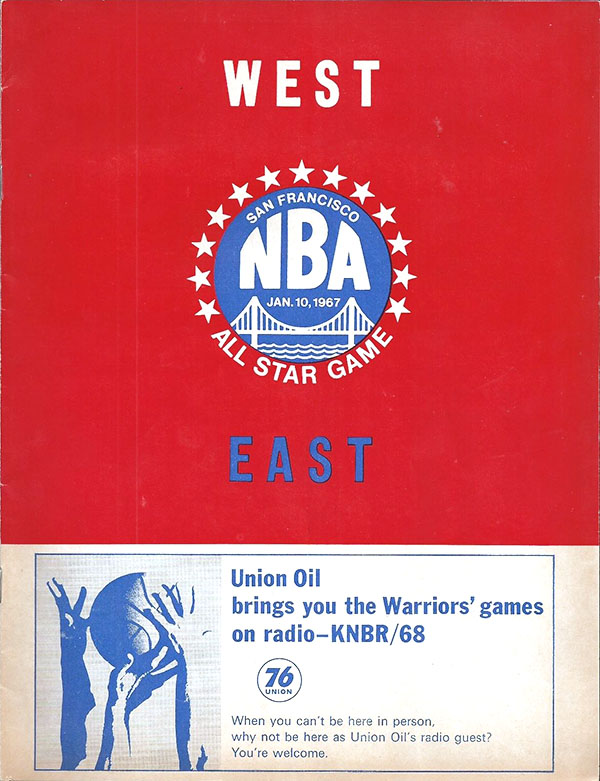 WEST
SAN FRANCISCO
NBA
JAN. 10, 1967
ALL STAR GAME
EAST
Union Oil
brings you the Warriors' games
on radio–KNBR/68
76
UNION
When you can't be here in person,
why not be here as Union Oil's radio guest?
You're welcome.